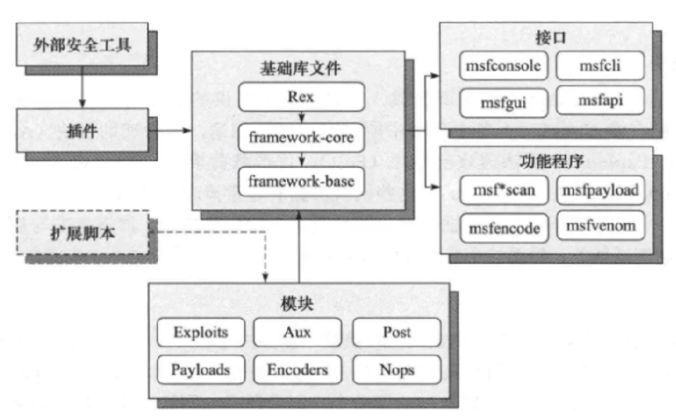 外部安全工具
插件
扩展脚本
基础库文件
Rex
framework-core
framework-base
接口
msfconsole
msfcli
msfgui
msfapi
功能程序
msf*scan
msfpayload
msfencode
msfvenom
模块
Exploits
Aux
Post
Payloads
Encoders
Nops